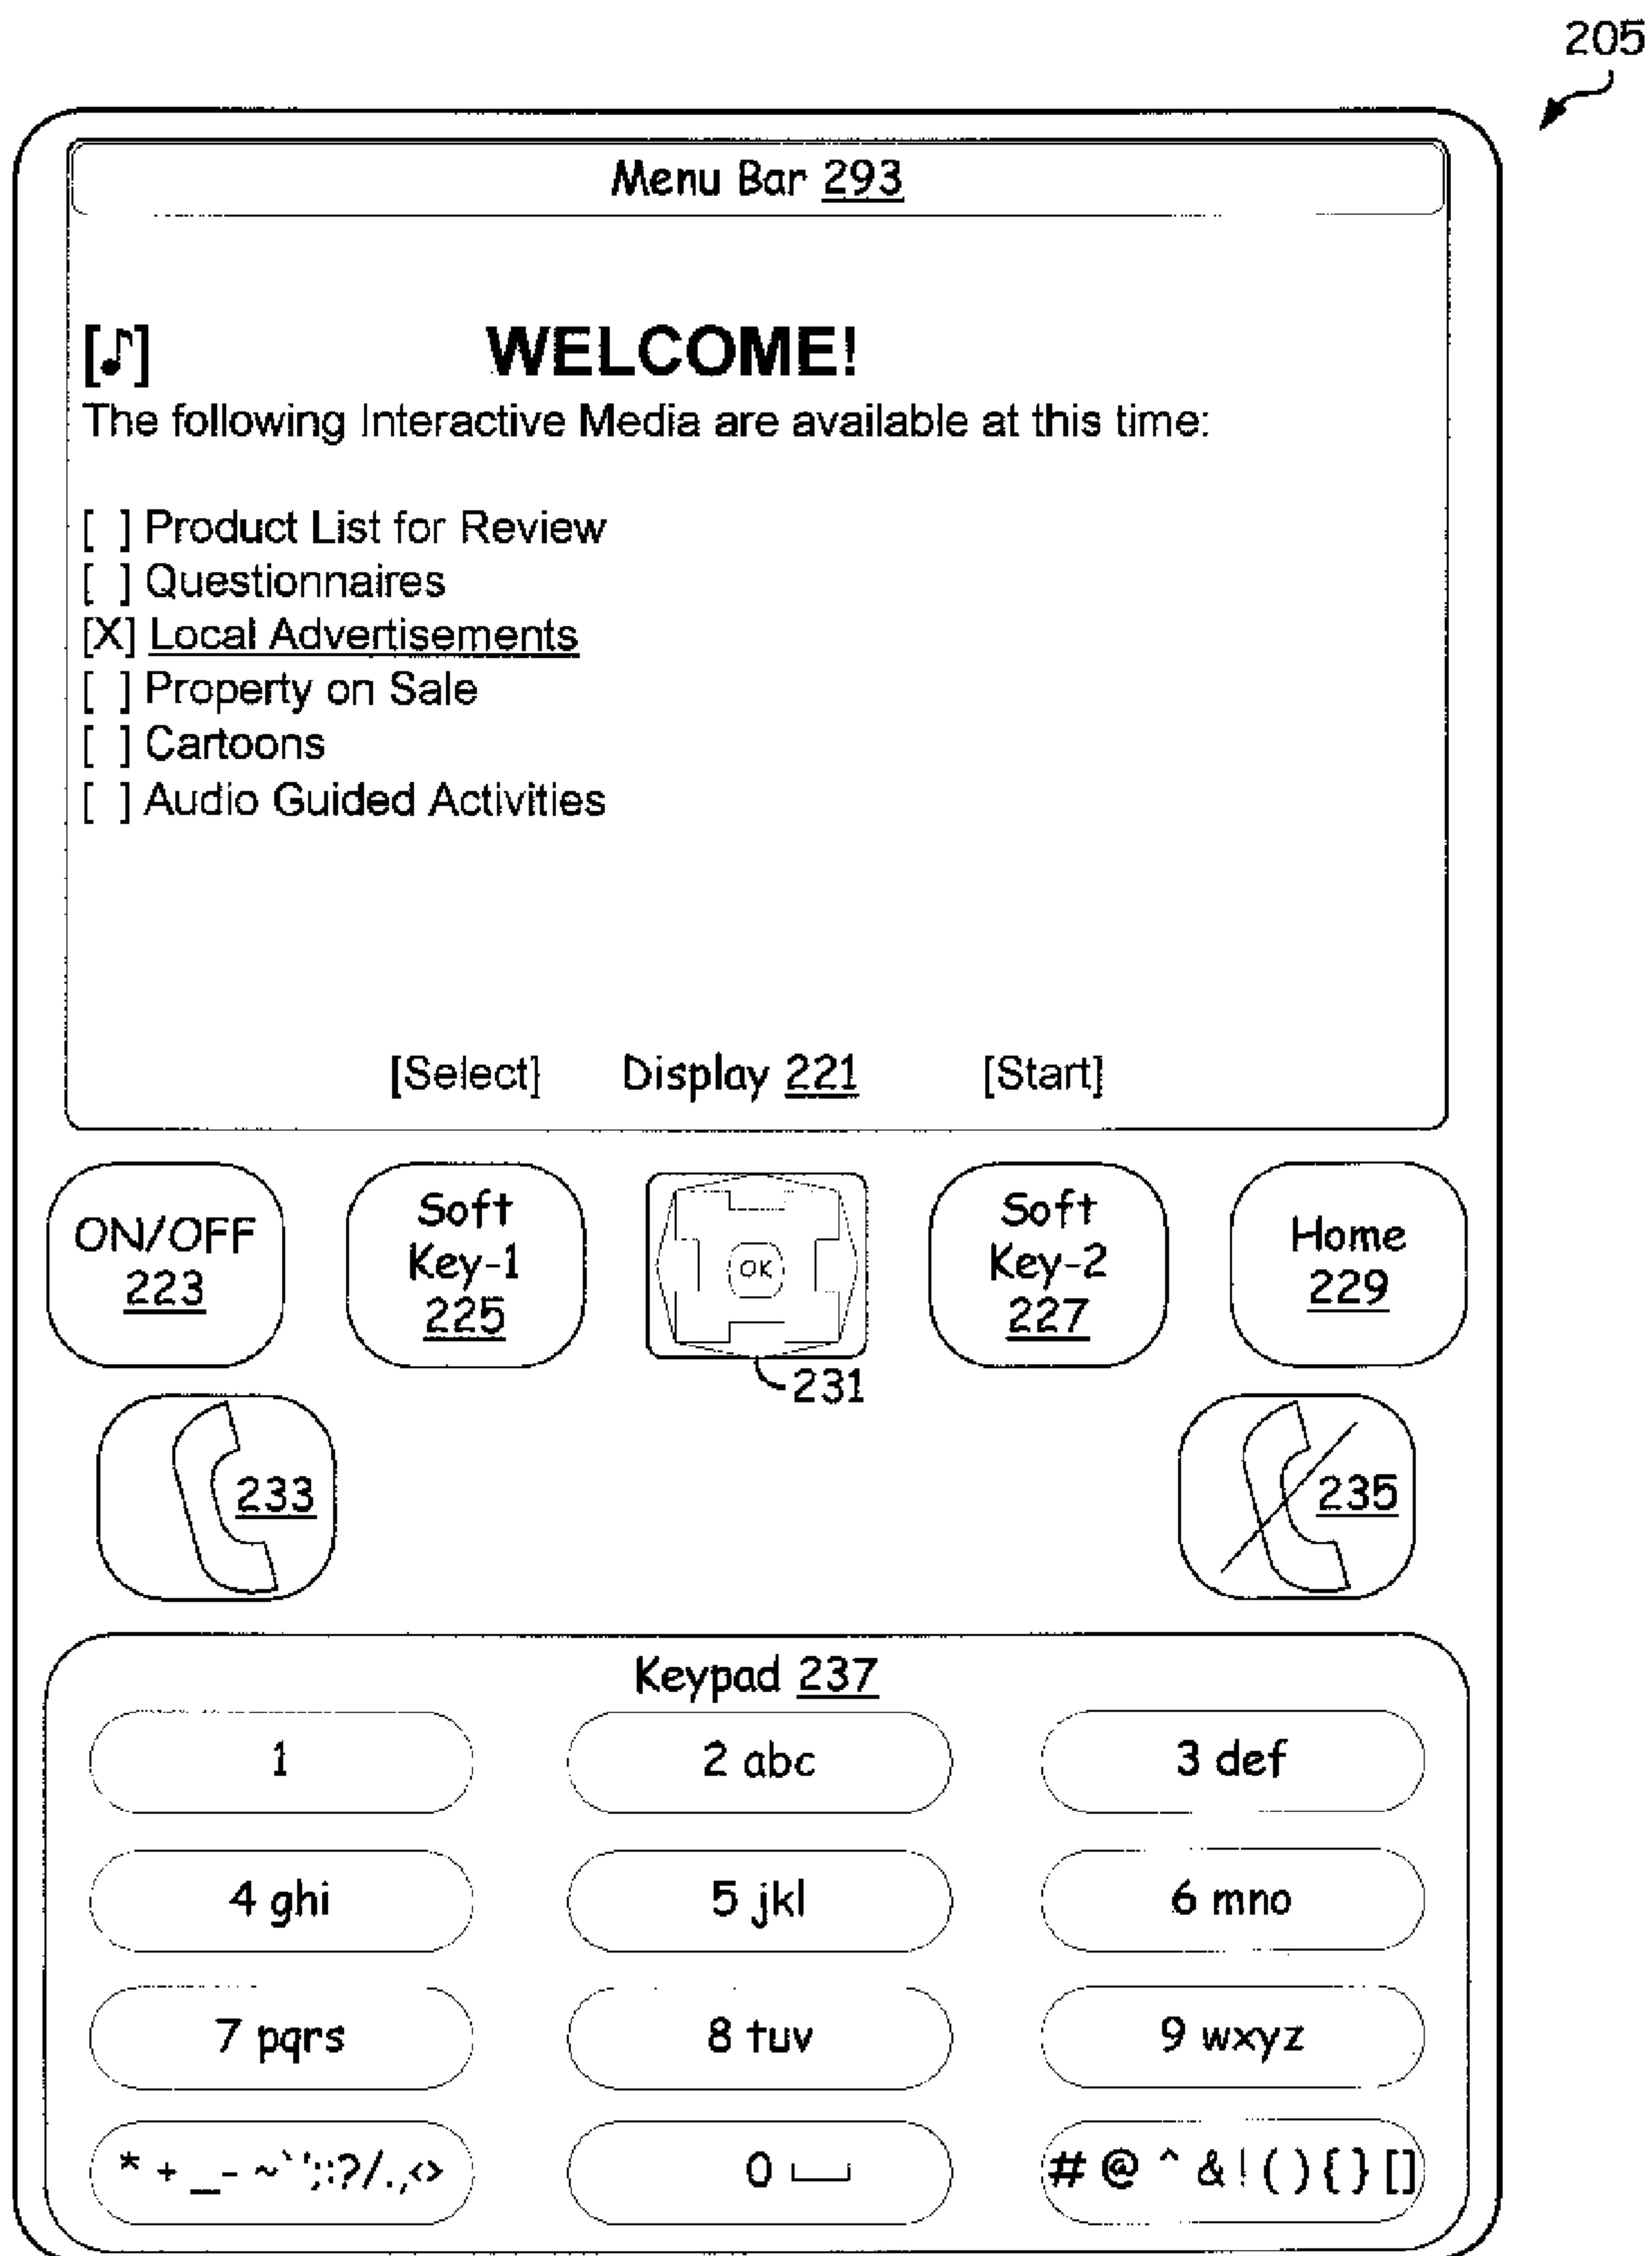 205
Menu Bar 293
[♪] WELCOME!
The following Interactive Media are available at this time:
[ ] Product List for Review
[ ] Questionnaires
[X] Local Advertisements
[ ] Property on Sale
[ ] Cartoons
[ ] Audio Guided Activities
[Select] Display 221 [Start]
ON/OFF
223
Soft
Key-1
225
OK
231
Soft
Key-2
227
Home
229
233
235
Keypad 237
1
2 abc
3 def
4 ghi
5 jkl
6 mno
7 pqrs
8 tuv
9 wxyz
* + _ - ~ ` ' ; : ? / . , < >
0 ⎵
# @ ^ & ! ( ) { } [ ]